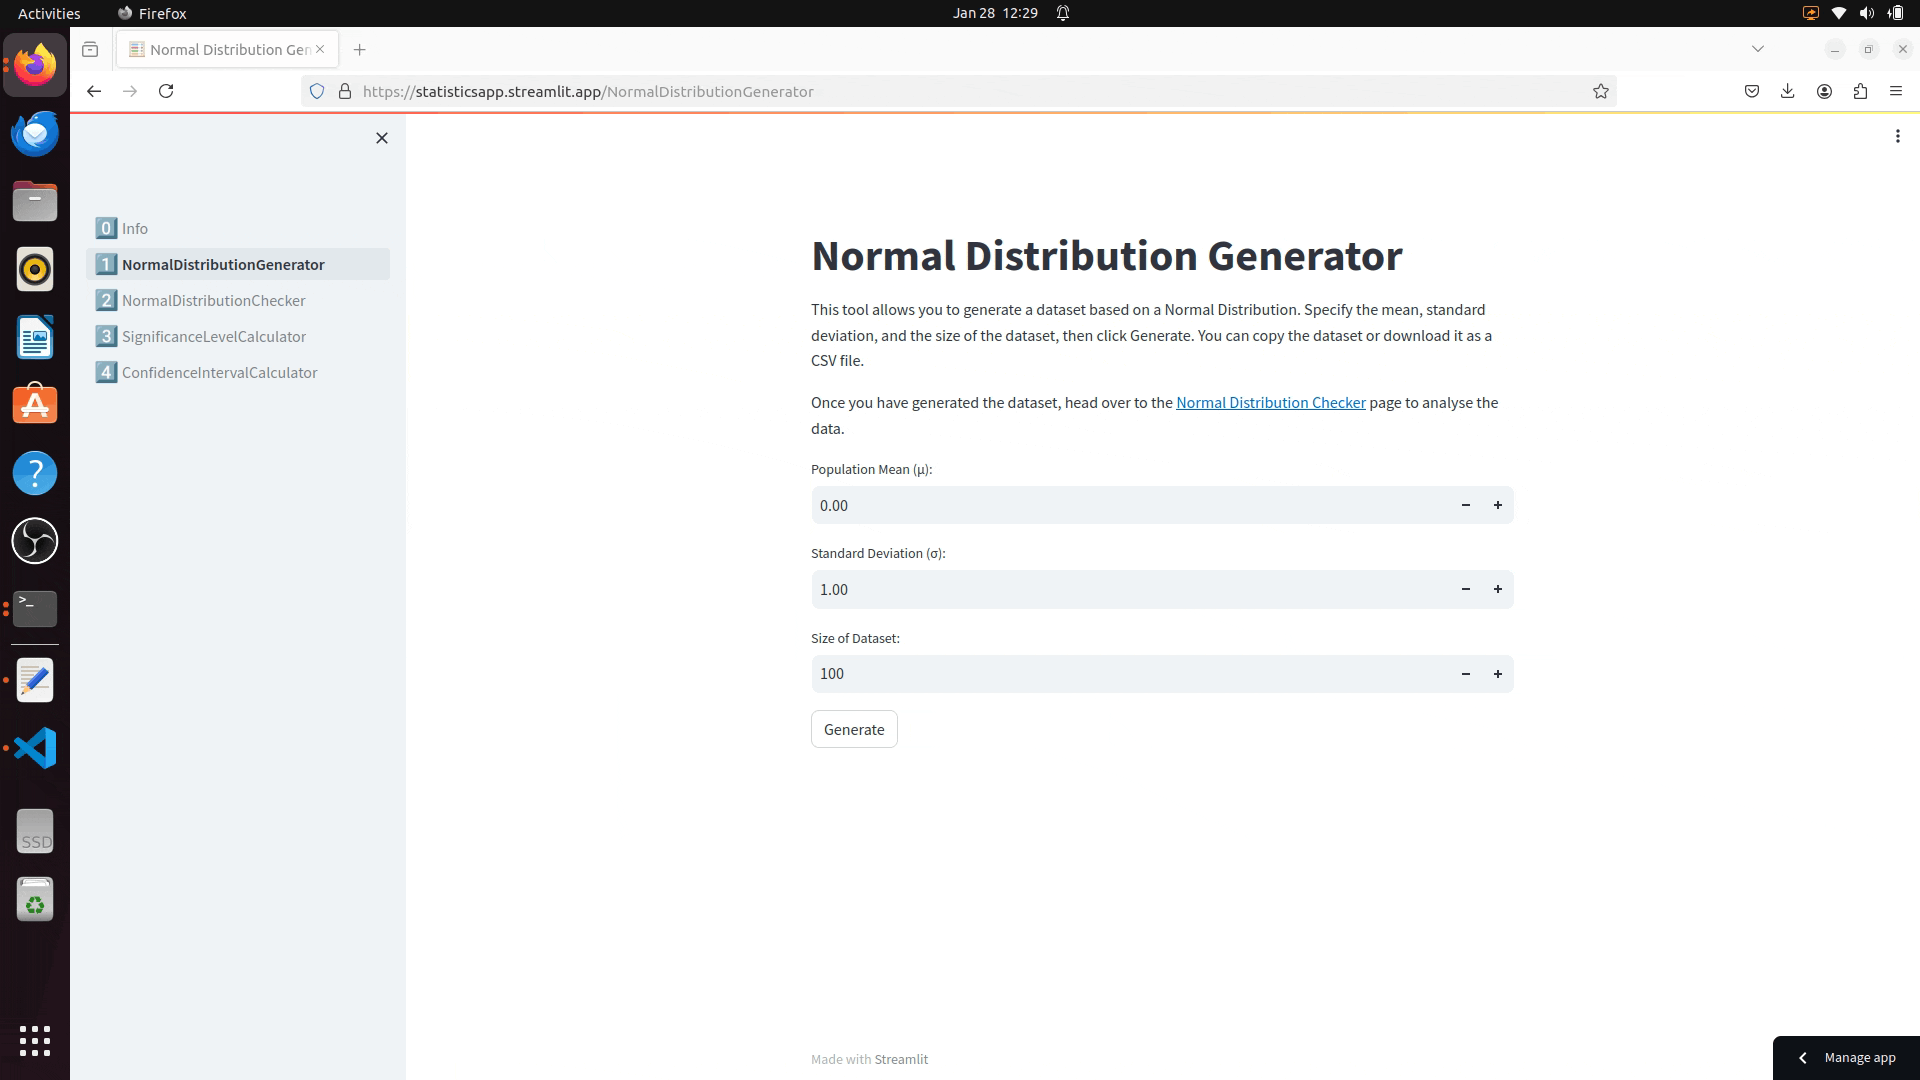 Activities
Firefox
Jan 28 12:29
Normal Distribution Gen
https://statisticsapp.streamlit.app/NormalDistributionGenerator
0 Info
1 NormalDistributionGenerator
2 NormalDistributionChecker
3 SignificanceLevelCalculator
4 ConfidenceIntervalCalculator
Normal Distribution Generator
This tool allows you to generate a dataset based on a Normal Distribution. Specify the mean, standard
deviation, and the size of the dataset, then click Generate. You can copy the dataset or download it as a
CSV file.
Once you have generated the dataset, head over to the Normal Distribution Checker page to analyse the
data.
Population Mean (μ):
0.00
Standard Deviation (σ):
1.00
Size of Dataset:
100
Generate
SSD
Made with Streamlit
Manage app